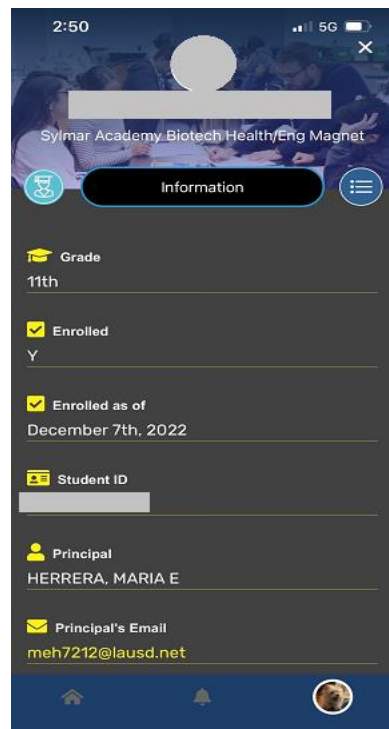 2:50
5G
Sylmar Academy Biotech Health/Eng Magnet
Information
Grade
11th
Enrolled
Y
Enrolled as of
December 7th, 2022
Student ID
Principal
HERRERA, MARIA E
Principal's Email
meh7212@lausd.net